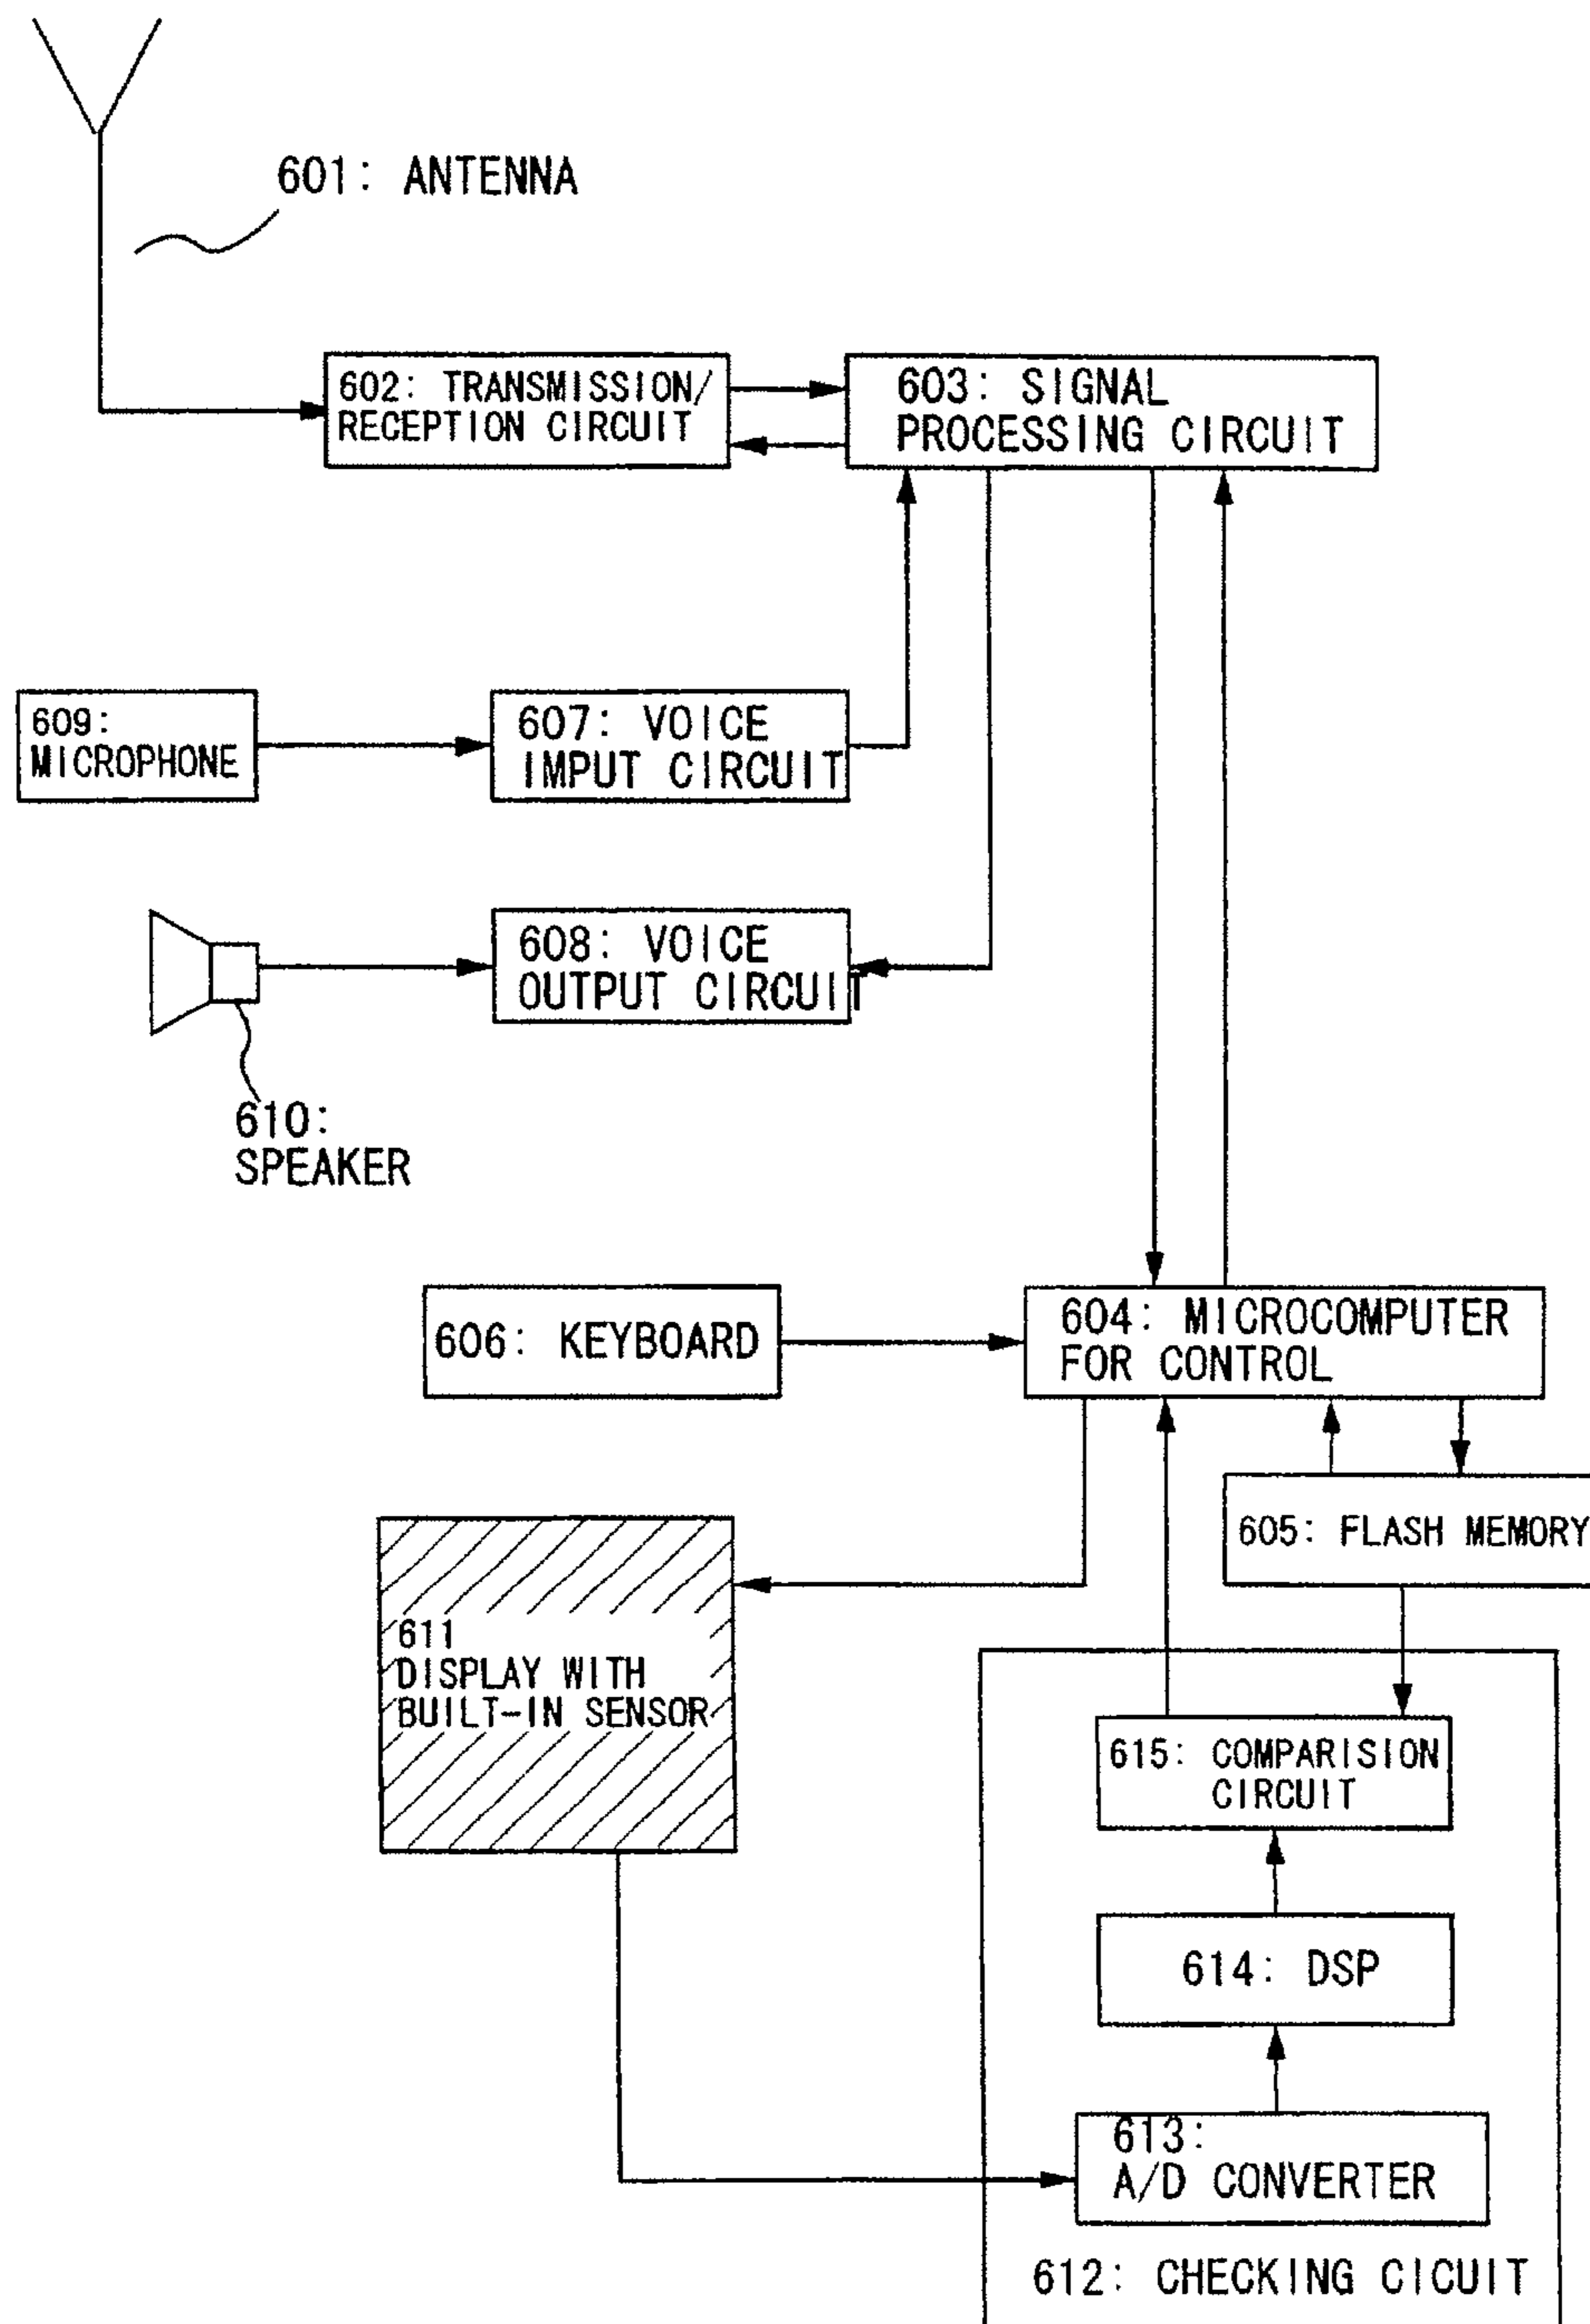 601: ANTENNA
602: TRANSMISSION/
RECEPTION CIRCUIT
603: SIGNAL
PROCESSING CIRCUIT
609:
MICROPHONE
607: VOICE
IMPUT CIRCUIT
608: VOICE
OUTPUT CIRCUIT
610:
SPEAKER
606: KEYBOARD
604: MICROCOMPUTER
FOR CONTROL
605: FLASH MEMORY
611
DISPLAY WITH
BUILT-IN SENSOR
615: COMPARISION
CIRCUIT
614: DSP
613:
A/D CONVERTER
612: CHECKING CICUIT